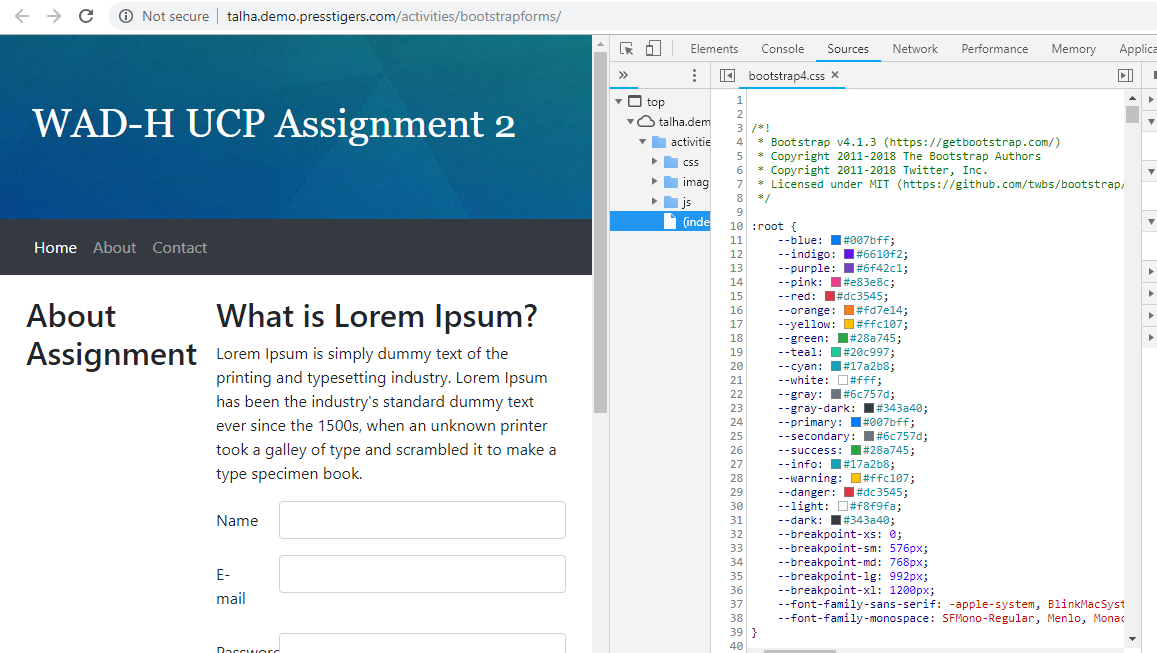 Not secure | talha.demo.presstigers.com/activities/bootstrapforms/
WAD-H UCP Assignment 2
Home About Contact
About Assignment
What is Lorem Ipsum?
Lorem Ipsum is simply dummy text of the
printing and typesetting industry. Lorem Ipsum
has been the industry's standard dummy text
ever since the 1500s, when an unknown printer
took a galley of type and scrambled it to make a
type specimen book.
Name
E-
mail
Password
Elements Console Sources Network Performance Memory Applica
» bootstrap4.css ×
top
talha.dem
activitie
css
imag
js
(inde
1
2
3 /*!
4 * Bootstrap v4.1.3 (https://getbootstrap.com/)
5 * Copyright 2011-2018 The Bootstrap Authors
6 * Copyright 2011-2018 Twitter, Inc.
7 * Licensed under MIT (https://github.com/twbs/bootstrap/
8 */
9
10 :root {
11 --blue: #007bff;
12 --indigo: #6610f2;
13 --purple: #6f42c1;
14 --pink: #e83e8c;
15 --red: #dc3545;
16 --orange: #fd7e14;
17 --yellow: #ffc107;
18 --green: #28a745;
19 --teal: #20c997;
20 --cyan: #17a2b8;
21 --white: #fff;
22 --gray: #6c757d;
23 --gray-dark: #343a40;
24 --primary: #007bff;
25 --secondary: #6c757d;
26 --success: #28a745;
27 --info: #17a2b8;
28 --warning: #ffc107;
29 --danger: #dc3545;
30 --light: #f8f9fa;
31 --dark: #343a40;
32 --breakpoint-xs: 0;
33 --breakpoint-sm: 576px;
34 --breakpoint-md: 768px;
35 --breakpoint-lg: 992px;
36 --breakpoint-xl: 1200px;
37 --font-family-sans-serif: -apple-system, BlinkMacSyst
38 --font-family-monospace: SFMono-Regular, Menlo, Monac
39 }
40